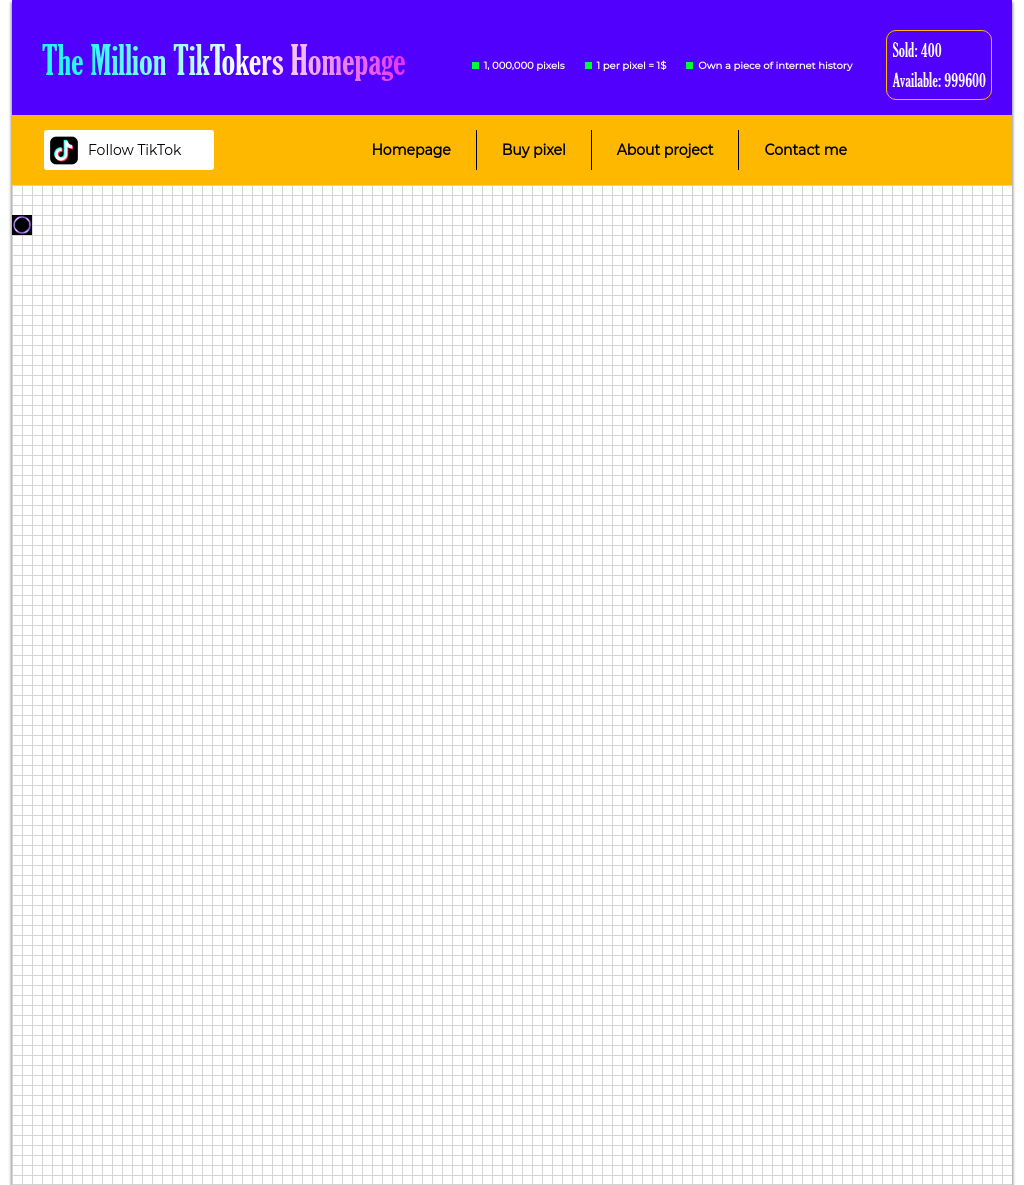 The Million TikTokers Homepage
1, 000,000 pixels
1 per pixel = 1$
Own a piece of internet history
Sold: 400
Available: 999600
Follow TikTok
Homepage
Buy pixel
About project
Contact me